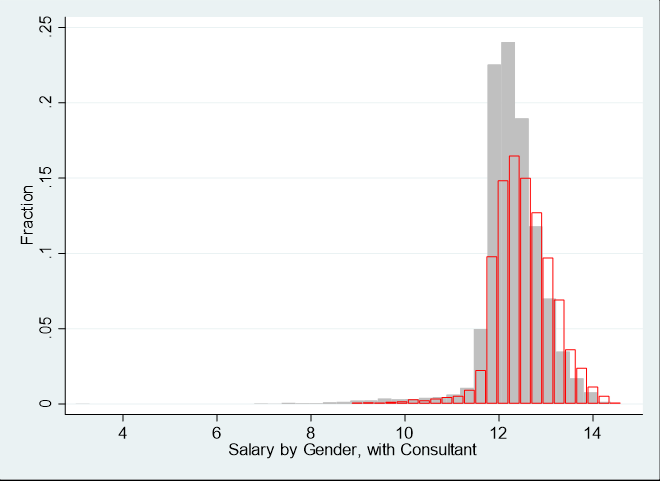 .25
.2
.15
.1
.05
0
Fraction
4 6 8 10 12 14
Salary by Gender, with Consultant